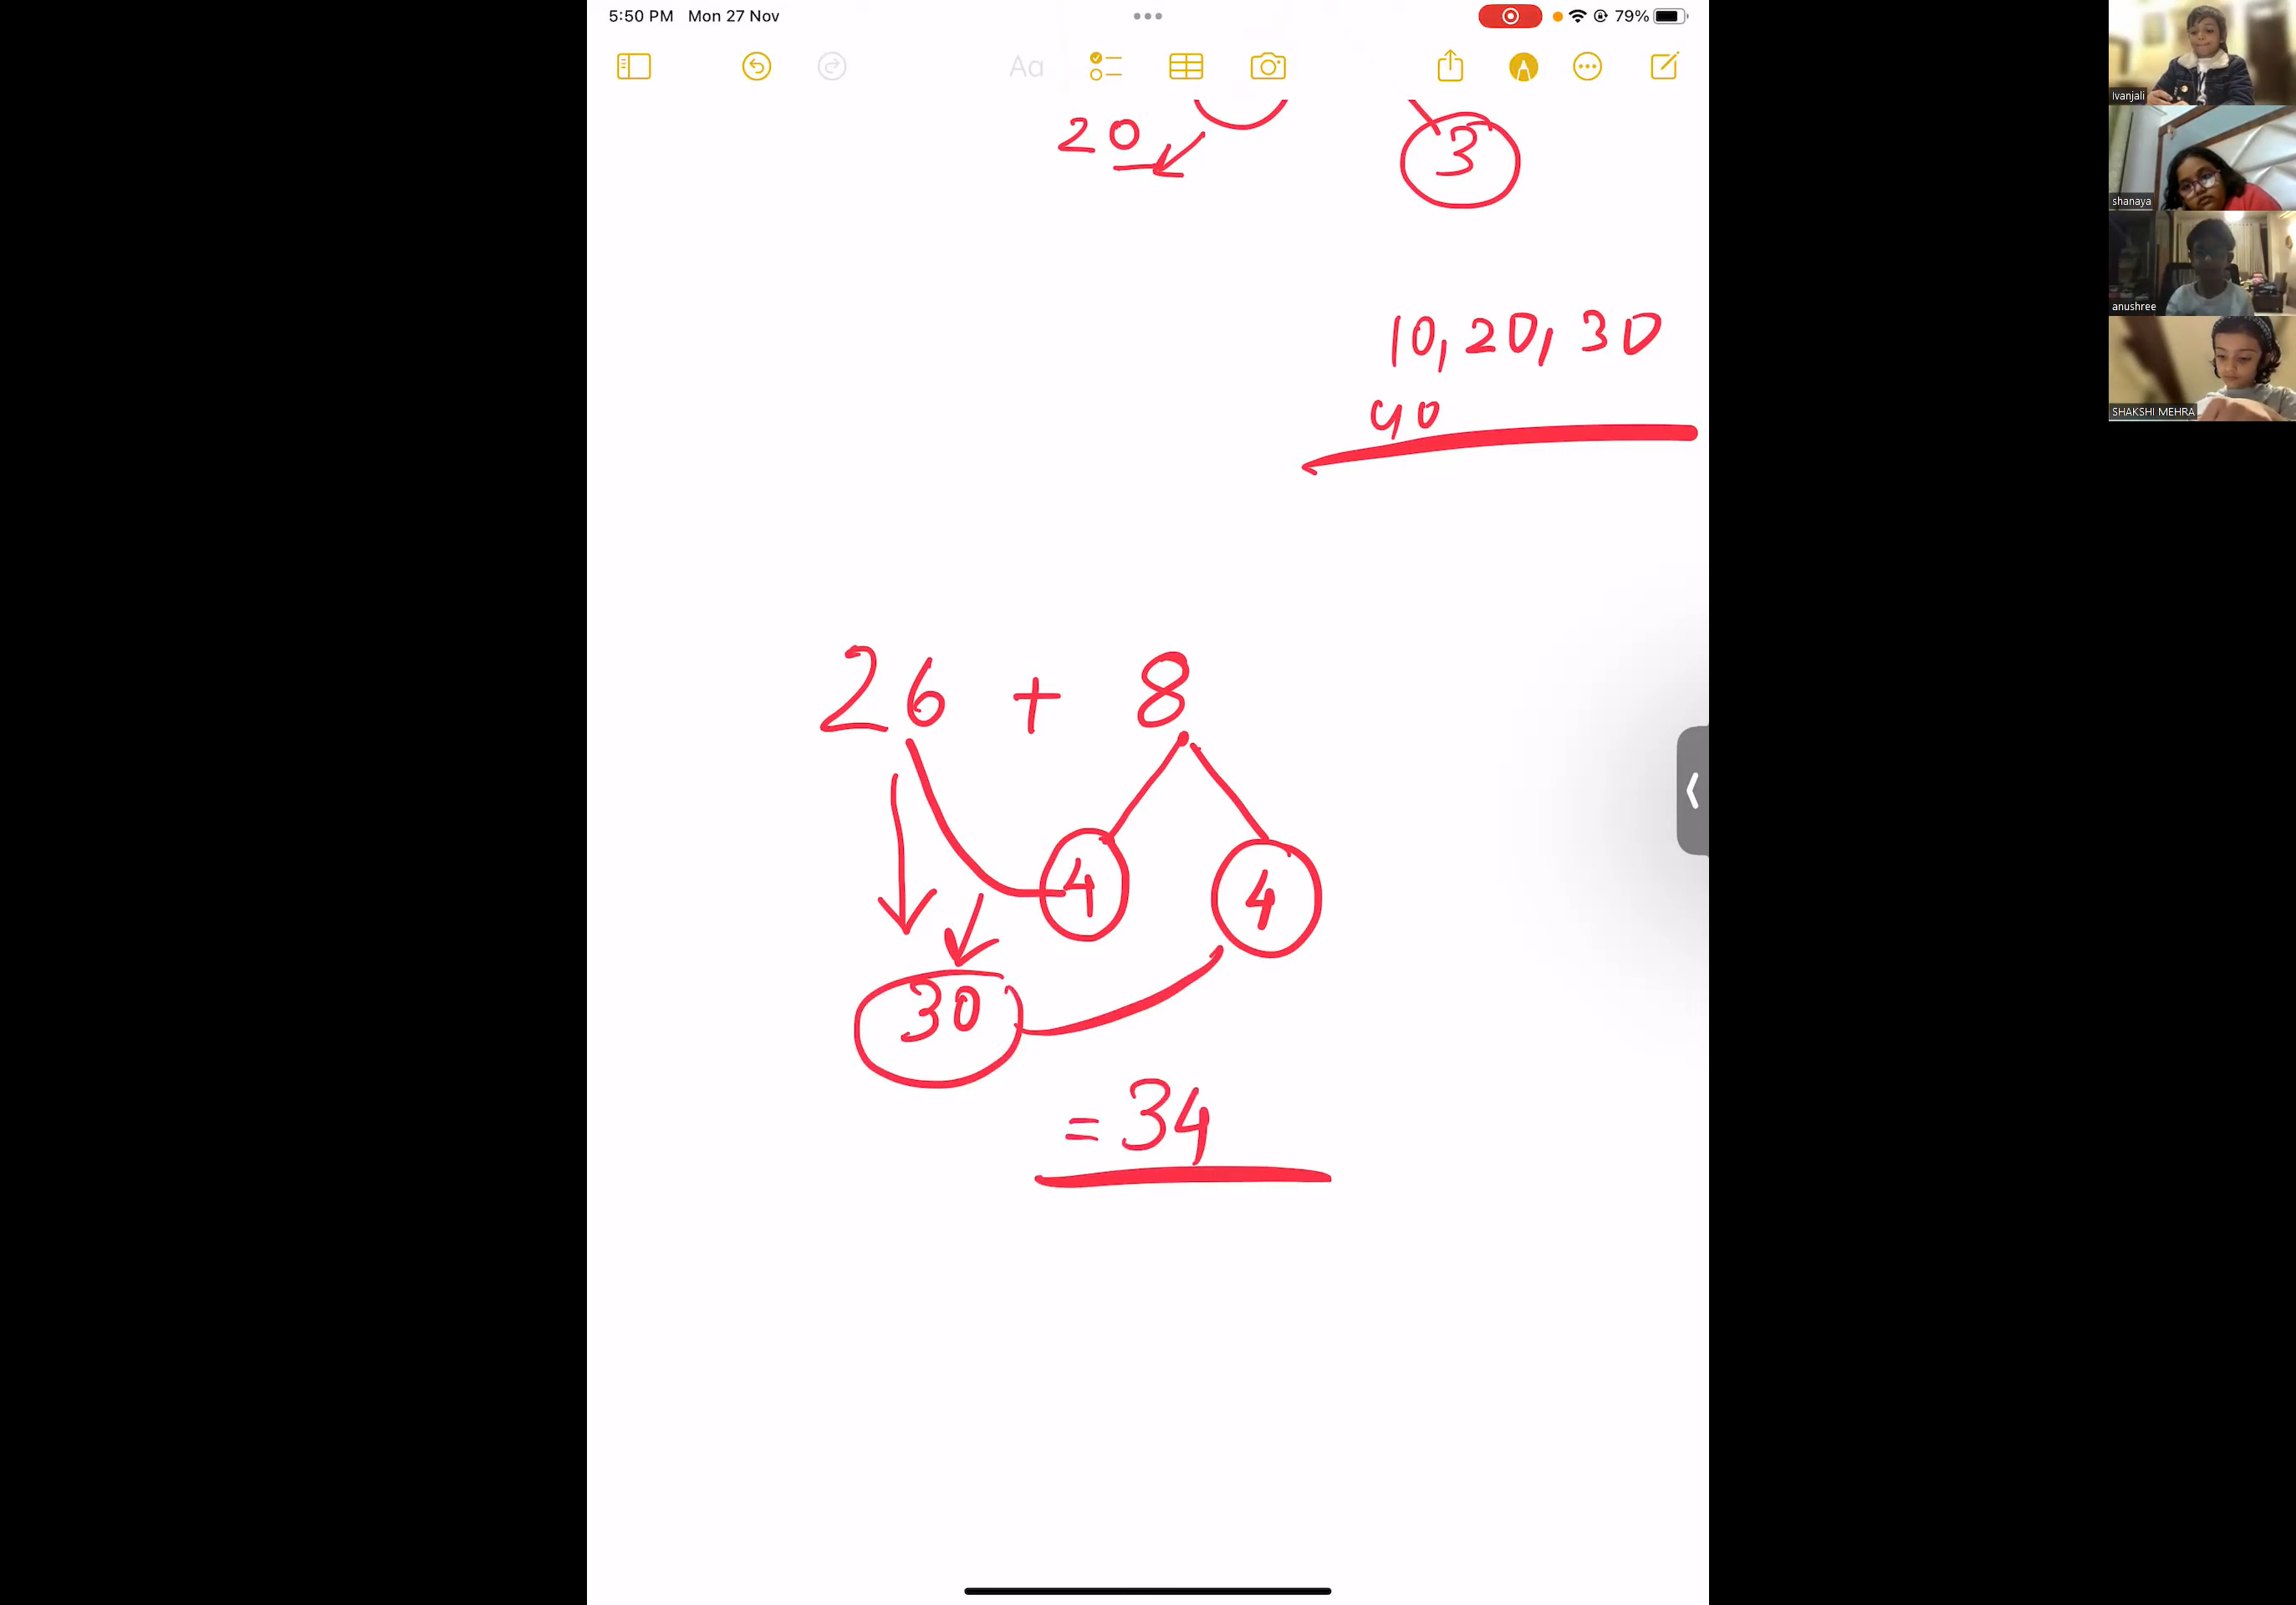 5:50 PM Mon 27 Nov
79%
Aa
20
3
10, 20, 30
40
26 + 8
4
4
30
= 34
Ivanjali
shanaya
anushree
SHAKSHI MEHRA